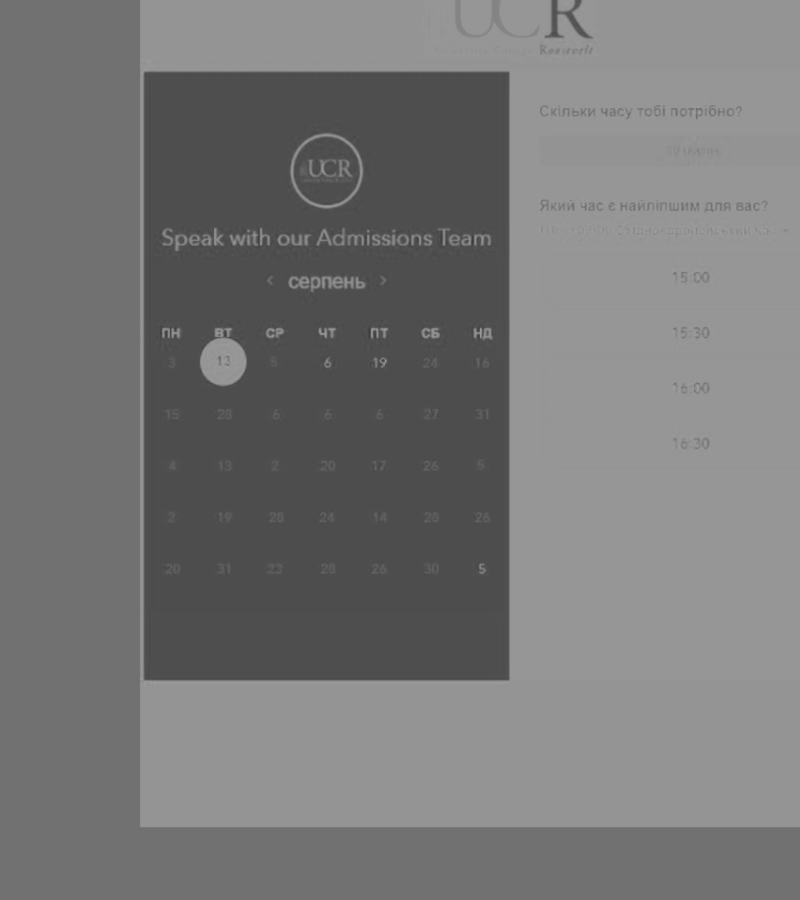 UCR
Roosevelt
UCR
Speak with our Admissions Team
< серпень >
ПН ВТ СР ЧТ ПТ СБ НД
3 13 5 6 19 24 16
15 28 6 6 6 27 31
4 13 2 20 17 26 5
2 19 28 24 14 28 26
20 31 23 28 26 30 5
Скільки часу тобі потрібно?
Який час є найліпшим для вас?
15:00
15:30
16:00
16:30